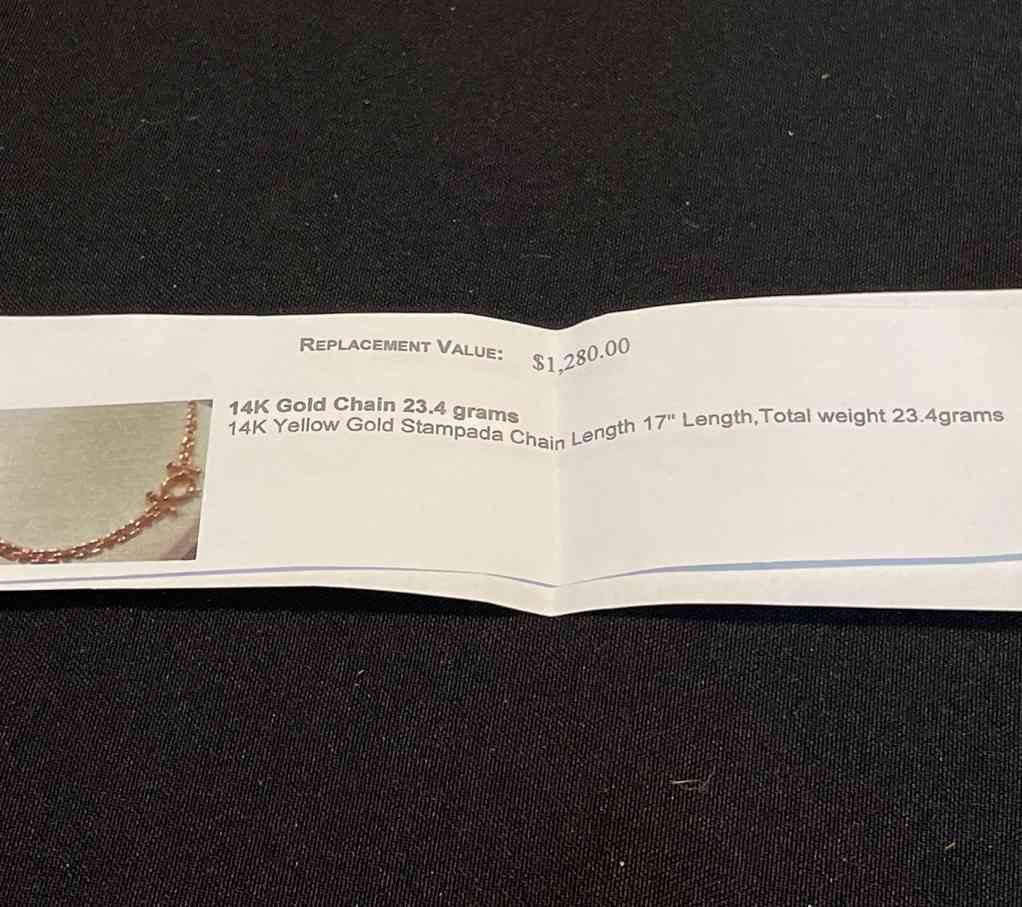 REPLACEMENT VALUE: $1,280.00
14K Gold Chain 23.4 grams
14K Yellow Gold Stampada Chain Length 17" Length,Total weight 23.4grams